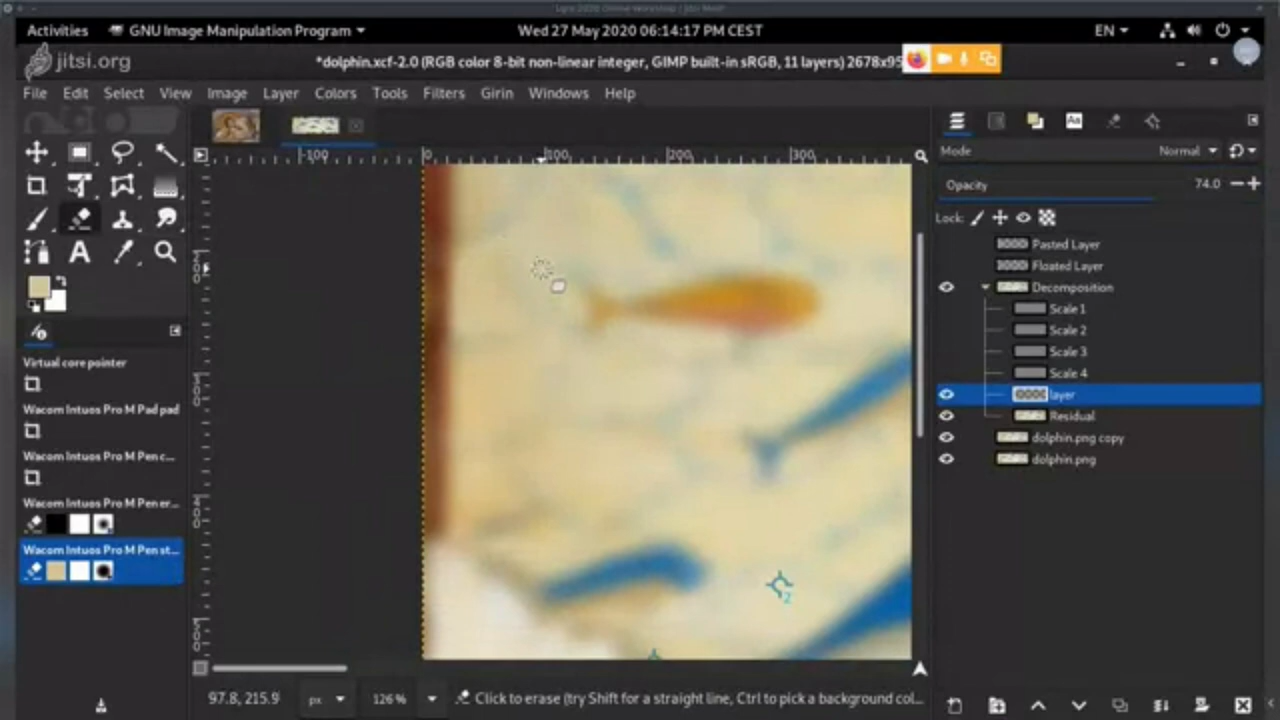 Activities GNU Image Manipulation Program Wed 27 May 2020 06:14:17 PM CEST EN
jitsi.org *dolphin.xcf-2.0 (RGB color 8-bit non-linear integer, GIMP built-in sRGB, 11 layers) 2678x95
File Edit Select View Image Layer Colors Tools Filters Girin Windows Help
-100 0 100 200 300
Mode Normal
Opacity 74.0
Lock:
Pasted Layer
Floated Layer
Decomposition
Scale 1
Scale 2
Scale 3
Scale 4
layer
Residual
dolphin.png copy
dolphin.png
A
Aa
Virtual core pointer
Wacom Intuos Pro M Pad pad
Wacom Intuos Pro M Pen c...
Wacom Intuos Pro M Pen er...
Wacom Intuos Pro M Pen st...
2
97.8, 215.9 px 126 % Click to erase (try Shift for a straight line, Ctrl to pick a background col...